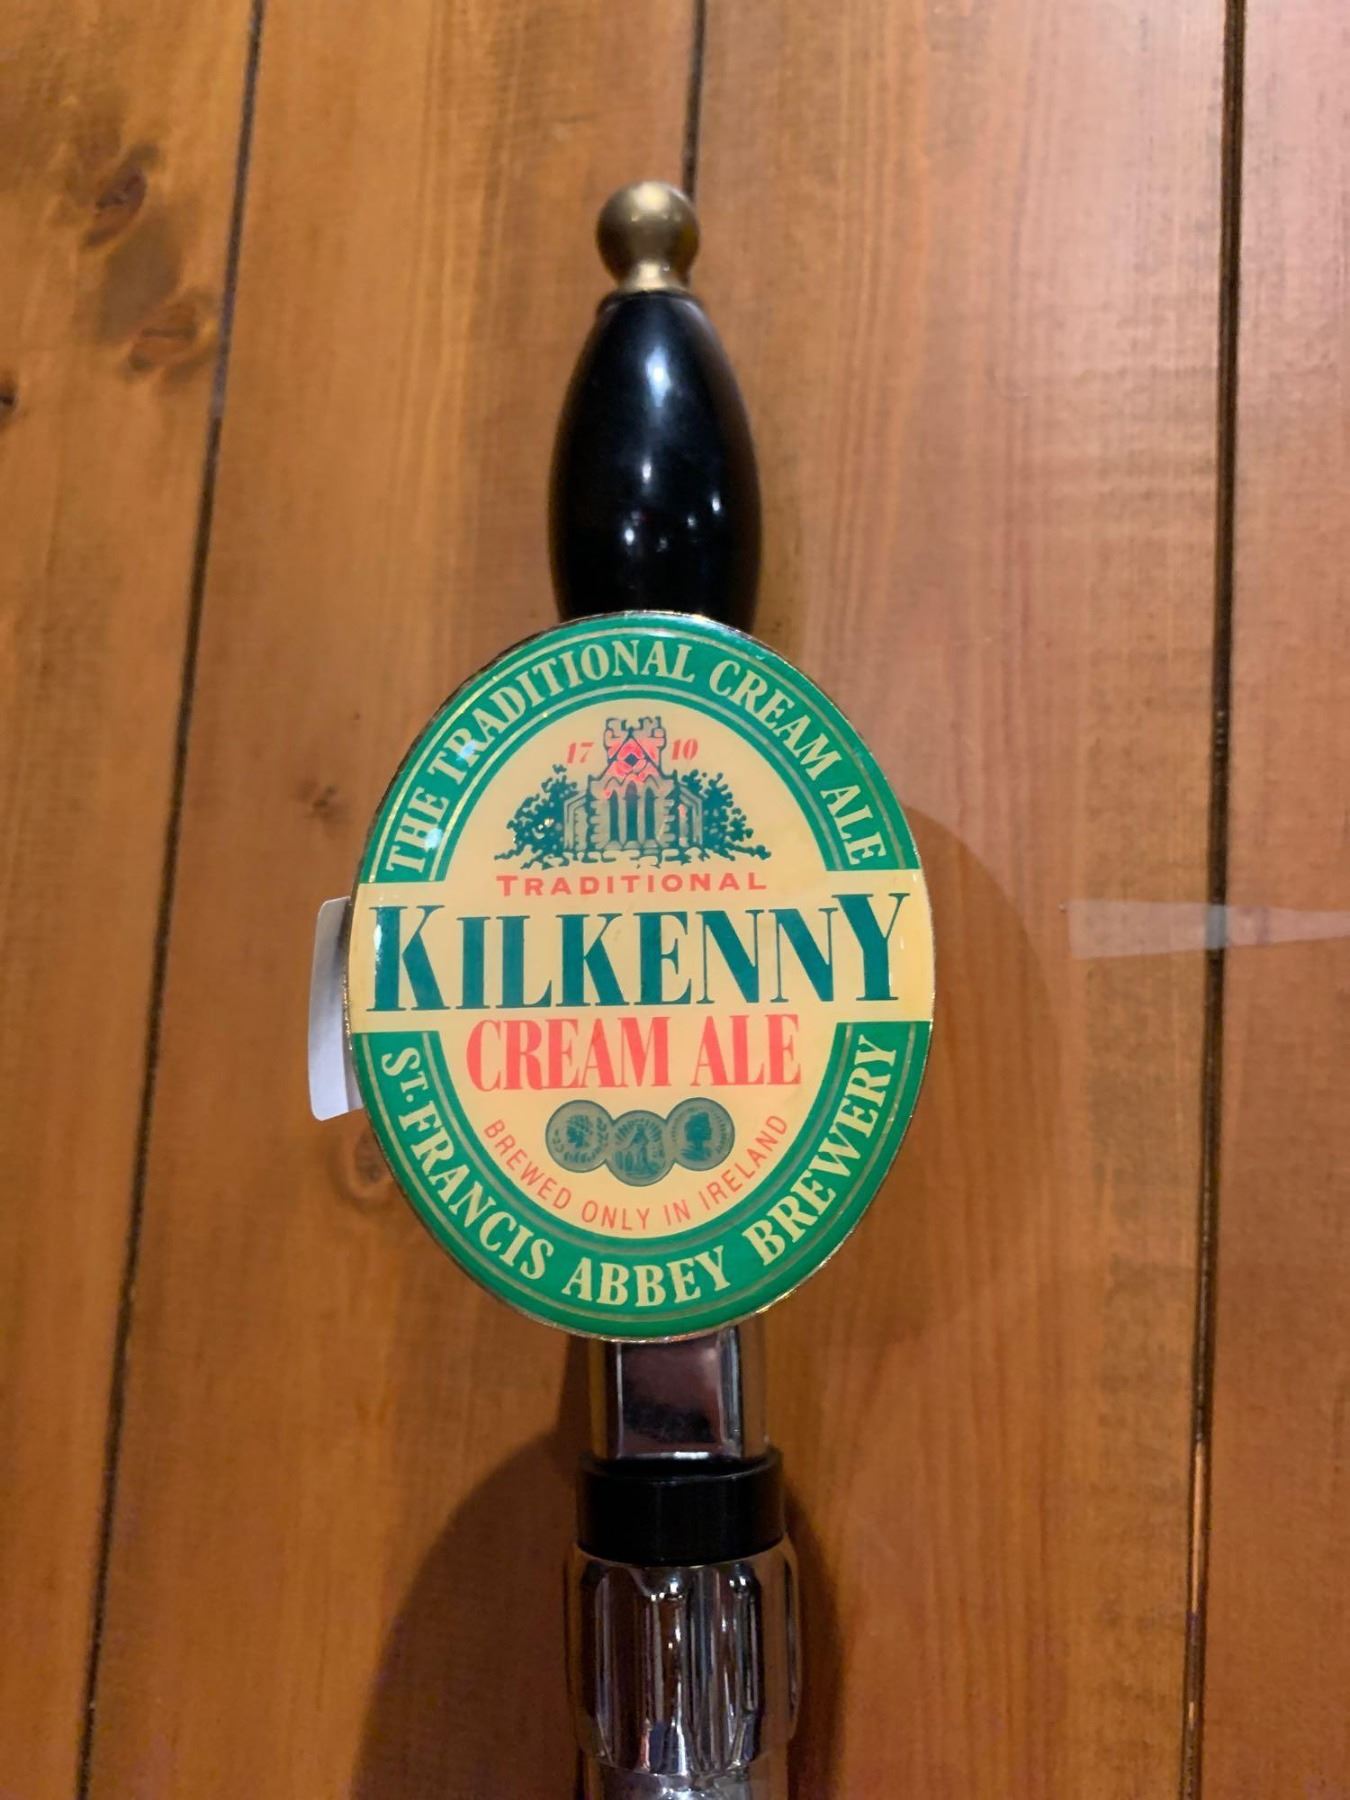 THE TRADITIONAL CREAM ALE
17 10
TRADITIONAL
KILKENNY
CREAM ALE
BREWED ONLY IN IRELAND
ST. FRANCIS ABBEY BREWERY